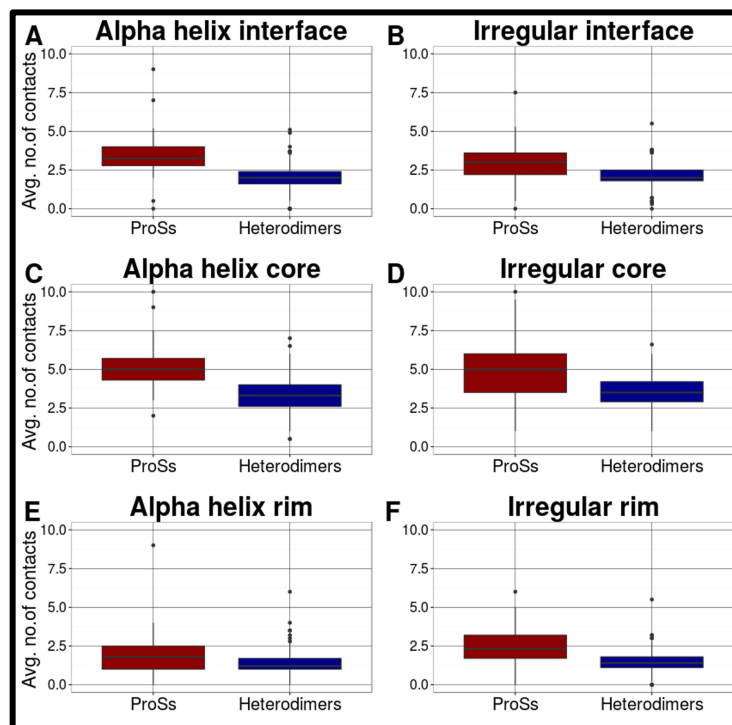 A Alpha helix interface
Avg. no.of contacts
10.0
7.5
5.0
2.5
0.0
ProSs Heterodimers
B Irregular interface
10.0
7.5
5.0
2.5
0.0
ProSs Heterodimers
C Alpha helix core
Avg. no.of contacts
10.0
7.5
5.0
2.5
0.0
ProSs Heterodimers
D Irregular core
10.0
7.5
5.0
2.5
0.0
ProSs Heterodimers
E Alpha helix rim
Avg. no.of contacts
10.0
7.5
5.0
2.5
0.0
ProSs Heterodimers
F Irregular rim
10.0
7.5
5.0
2.5
0.0
ProSs Heterodimers